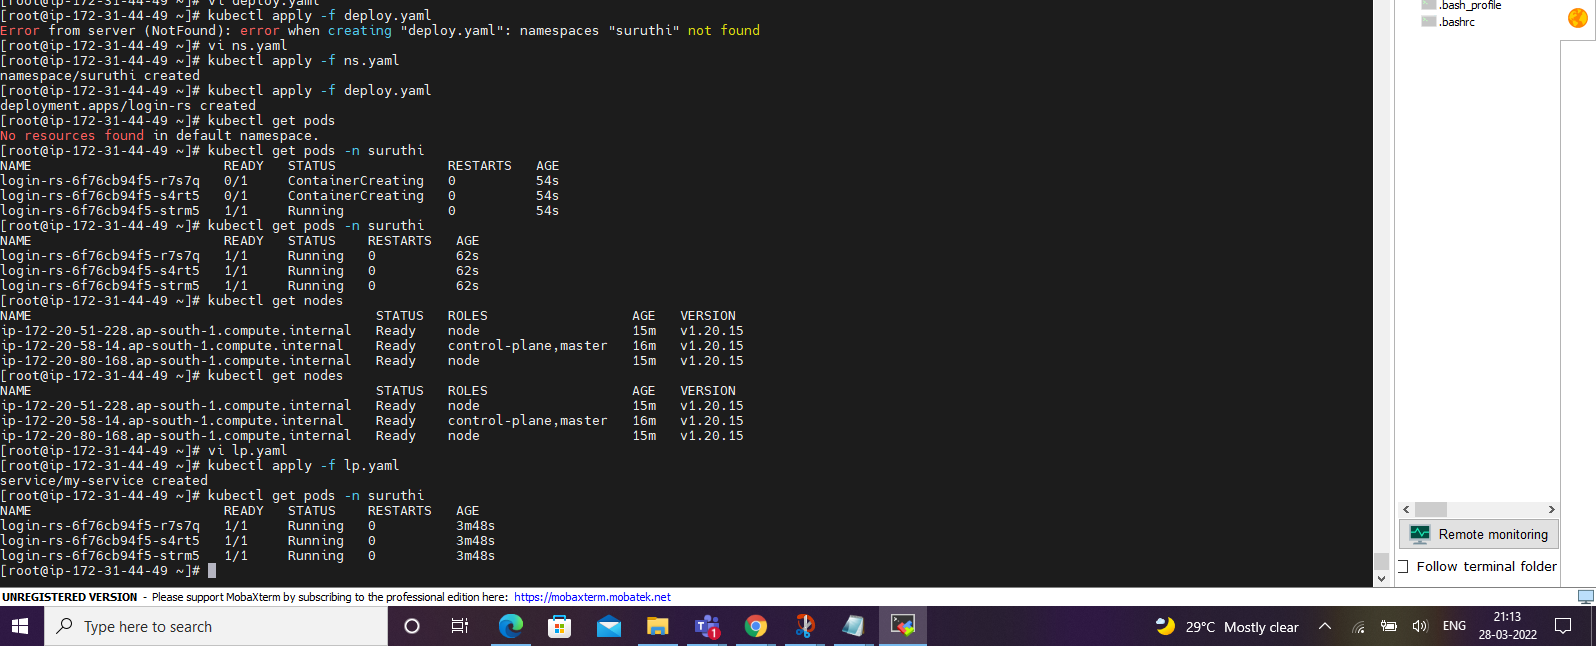 [root@ip-172-31-44-49 ~]# vi deploy.yaml
[root@ip-172-31-44-49 ~]# kubectl apply -f deploy.yaml
Error from server (NotFound): error when creating "deploy.yaml": namespaces "suruthi" not found
[root@ip-172-31-44-49 ~]# vi ns.yaml
[root@ip-172-31-44-49 ~]# kubectl apply -f ns.yaml
namespace/suruthi created
[root@ip-172-31-44-49 ~]# kubectl apply -f deploy.yaml
deployment.apps/login-rs created
[root@ip-172-31-44-49 ~]# kubectl get pods
No resources found in default namespace.
[root@ip-172-31-44-49 ~]# kubectl get pods -n suruthi
NAME READY STATUS RESTARTS AGE
login-rs-6f76cb94f5-r7s7q 0/1 ContainerCreating 0 54s
login-rs-6f76cb94f5-s4rt5 0/1 ContainerCreating 0 54s
login-rs-6f76cb94f5-strm5 1/1 Running 0 54s
[root@ip-172-31-44-49 ~]# kubectl get pods -n suruthi
NAME READY STATUS RESTARTS AGE
login-rs-6f76cb94f5-r7s7q 1/1 Running 0 62s
login-rs-6f76cb94f5-s4rt5 1/1 Running 0 62s
login-rs-6f76cb94f5-strm5 1/1 Running 0 62s
[root@ip-172-31-44-49 ~]# kubectl get nodes
NAME STATUS ROLES AGE VERSION
ip-172-20-51-228.ap-south-1.compute.internal Ready node 15m v1.20.15
ip-172-20-58-14.ap-south-1.compute.internal Ready control-plane,master 16m v1.20.15
ip-172-20-80-168.ap-south-1.compute.internal Ready node 15m v1.20.15
[root@ip-172-31-44-49 ~]# kubectl get nodes
NAME STATUS ROLES AGE VERSION
ip-172-20-51-228.ap-south-1.compute.internal Ready node 15m v1.20.15
ip-172-20-58-14.ap-south-1.compute.internal Ready control-plane,master 16m v1.20.15
ip-172-20-80-168.ap-south-1.compute.internal Ready node 15m v1.20.15
[root@ip-172-31-44-49 ~]# vi lp.yaml
[root@ip-172-31-44-49 ~]# kubectl apply -f lp.yaml
service/my-service created
[root@ip-172-31-44-49 ~]# kubectl get pods -n suruthi
NAME READY STATUS RESTARTS AGE
login-rs-6f76cb94f5-r7s7q 1/1 Running 0 3m48s
login-rs-6f76cb94f5-s4rt5 1/1 Running 0 3m48s
login-rs-6f76cb94f5-strm5 1/1 Running 0 3m48s
[root@ip-172-31-44-49 ~]#
.bash_profile
.bashrc
Remote monitoring
Follow terminal folder
UNREGISTERED VERSION - Please support MobaXterm by subscribing to the professional edition here: https://mobaxterm.mobatek.net
Type here to search
1
29°C Mostly clear
ENG
21:13
28-03-2022